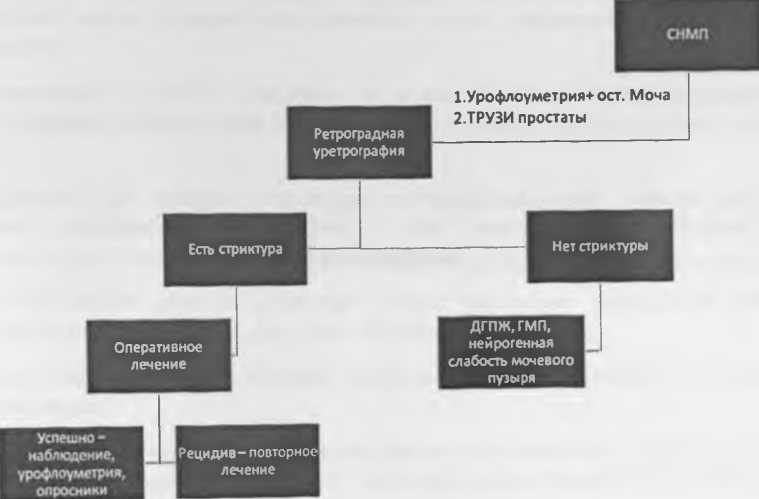 СНМП
1.Урофлоуметрия+ ост. Моча
2.ТРУЗИ простаты
Ретроградная
уретрография
Есть стриктура
Нет стриктуры
Оперативное
лечение
ДГПЖ, ГМП,
нейрогенная
слабость мочевого
пузыря
Успешно –
наблюдение,
урофлоуметрия,
опросники
Рецидив – повторное
лечение